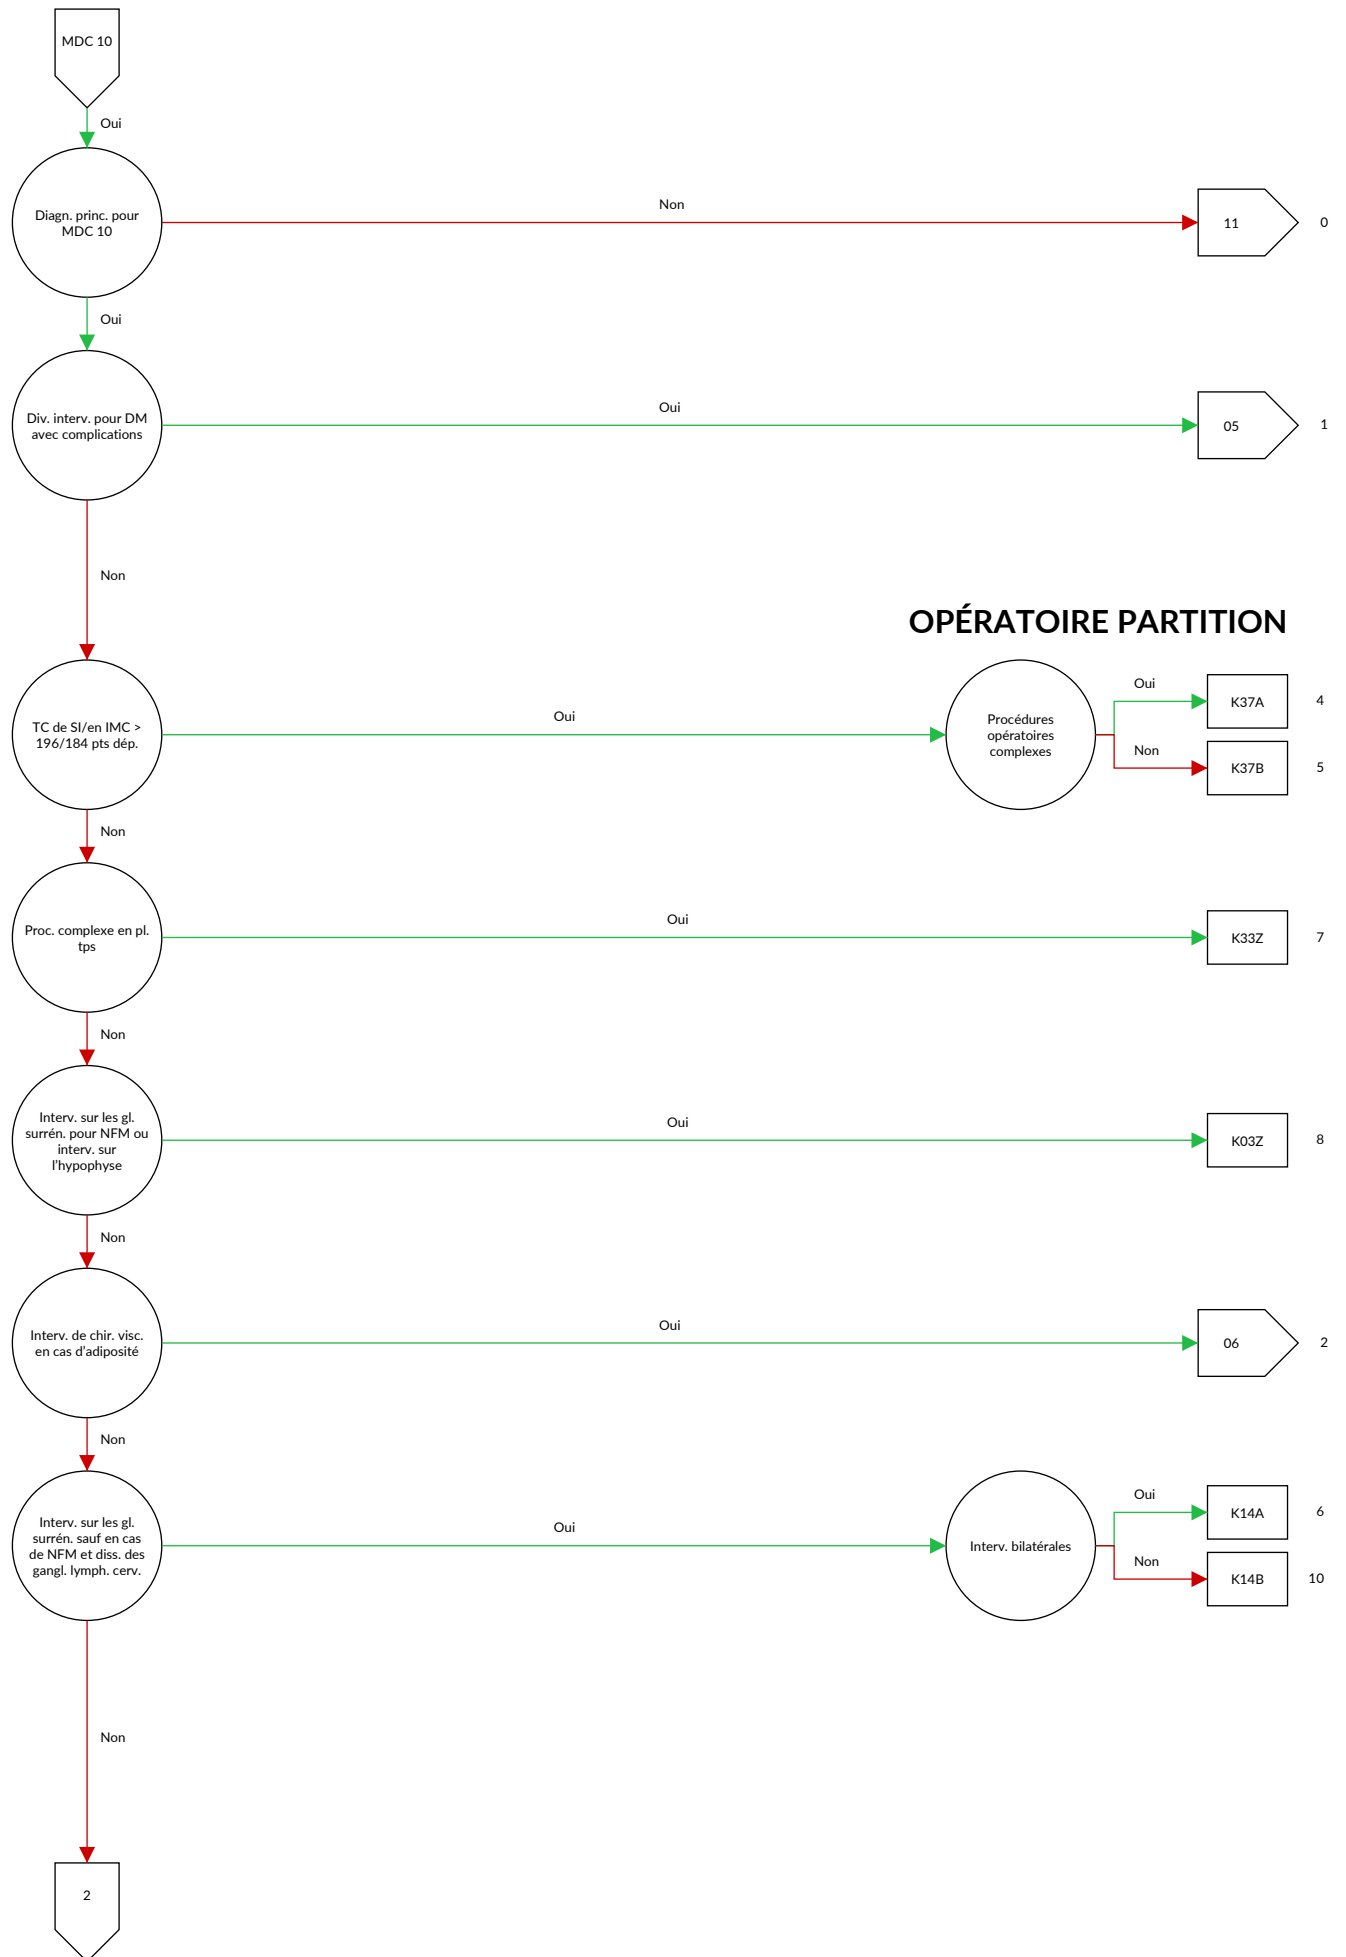 MDC 10
Oui
Diagn. princ. pour
MDC 10
Non
11
0
Oui
Div. interv. pour DM
avec complications
Oui
05
1
Non
OPÉRATOIRE PARTITION
TC de SI/en IMC >
196/184 pts dép.
Oui
Procédures
opératoires
complexes
Oui
K37A
4
Non
K37B
5
Non
Proc. complexe en pl.
tps
Oui
K33Z
7
Non
Interv. sur les gl.
surrén. pour NFM ou
interv. sur
l'hypophyse
Oui
K03Z
8
Non
Interv. de chir. visc.
en cas d'adiposité
Oui
06
2
Non
Interv. sur les gl.
surrén. sauf en cas
de NFM et diss. des
gangl. lymph. cerv.
Oui
Interv. bilatérales
Oui
K14A
6
Non
K14B
10
Non
2